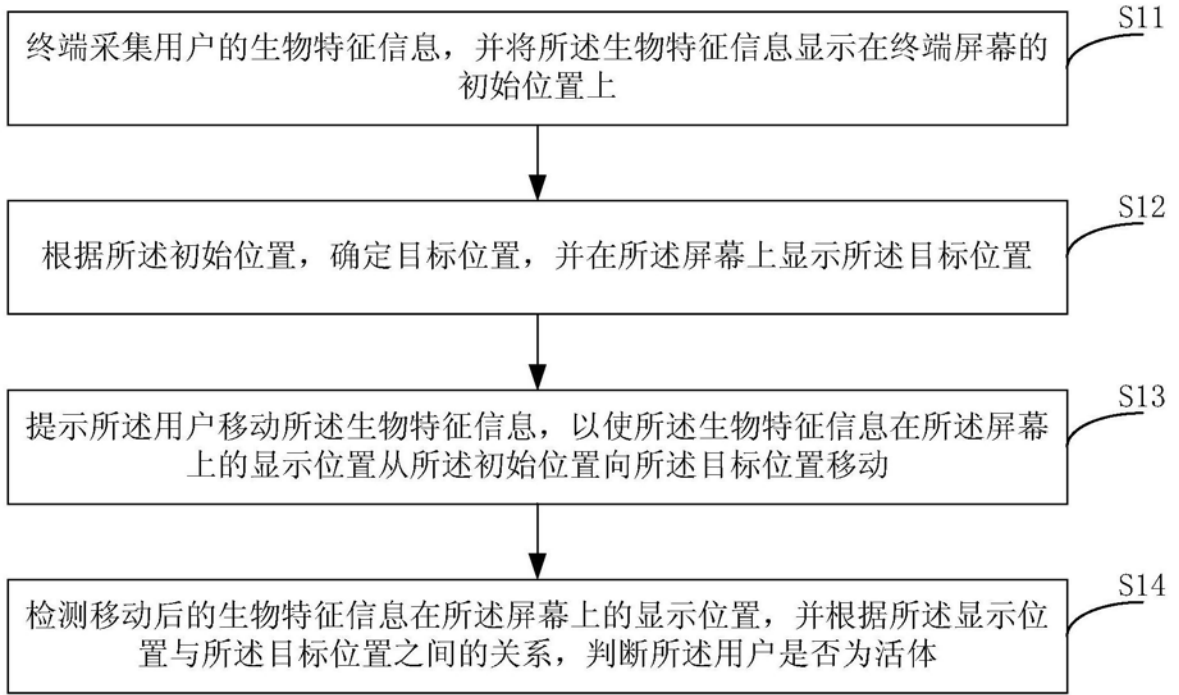 S11
终端采集用户的生物特征信息，并将所述生物特征信息显示在终端屏幕的
初始位置上
S12
根据所述初始位置，确定目标位置，并在所述屏幕上显示所述目标位置
S13
提示所述用户移动所述生物特征信息，以使所述生物特征信息在所述屏幕
上的显示位置从所述初始位置向所述目标位置移动
S14
检测移动后的生物特征信息在所述屏幕上的显示位置，并根据所述显示位
置与所述目标位置之间的关系，判断所述用户是否为活体